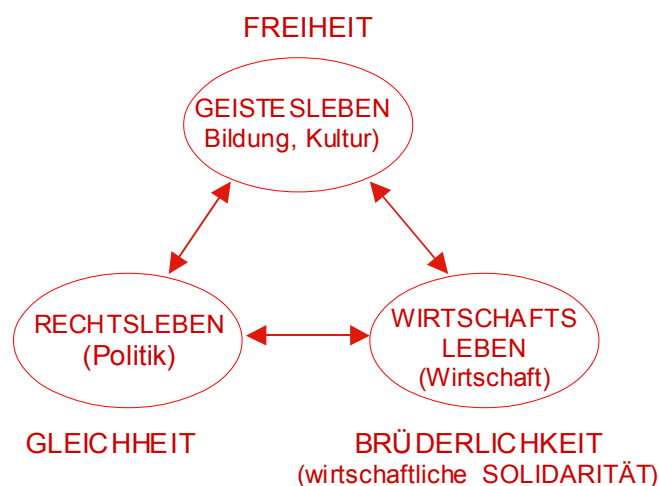 FREIHEIT
GEISTESLEBEN
Bildung, Kultur)
RECHTSLEBEN
(Politik)
WIRTSCHAFTS
LEBEN
(Wirtschaft)
GLEICHHEIT
BRÜDERLICHKEIT
(wirtschaftliche SOLIDARITÄT)